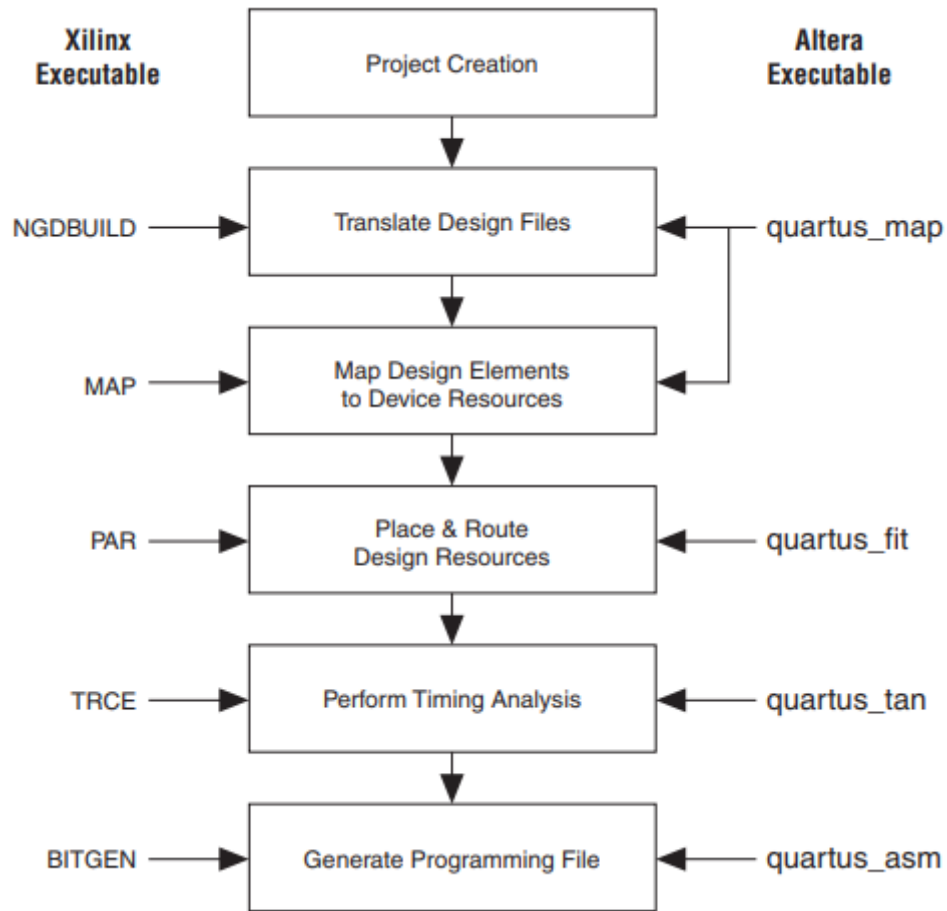 Xilinx
Executable
Project Creation
Altera
Executable
NGDBUILD
Translate Design Files
quartus_map
MAP
Map Design Elements
to Device Resources
PAR
Place & Route
Design Resources
quartus_fit
TRCE
Perform Timing Analysis
quartus_tan
BITGEN
Generate Programming File
quartus_asm